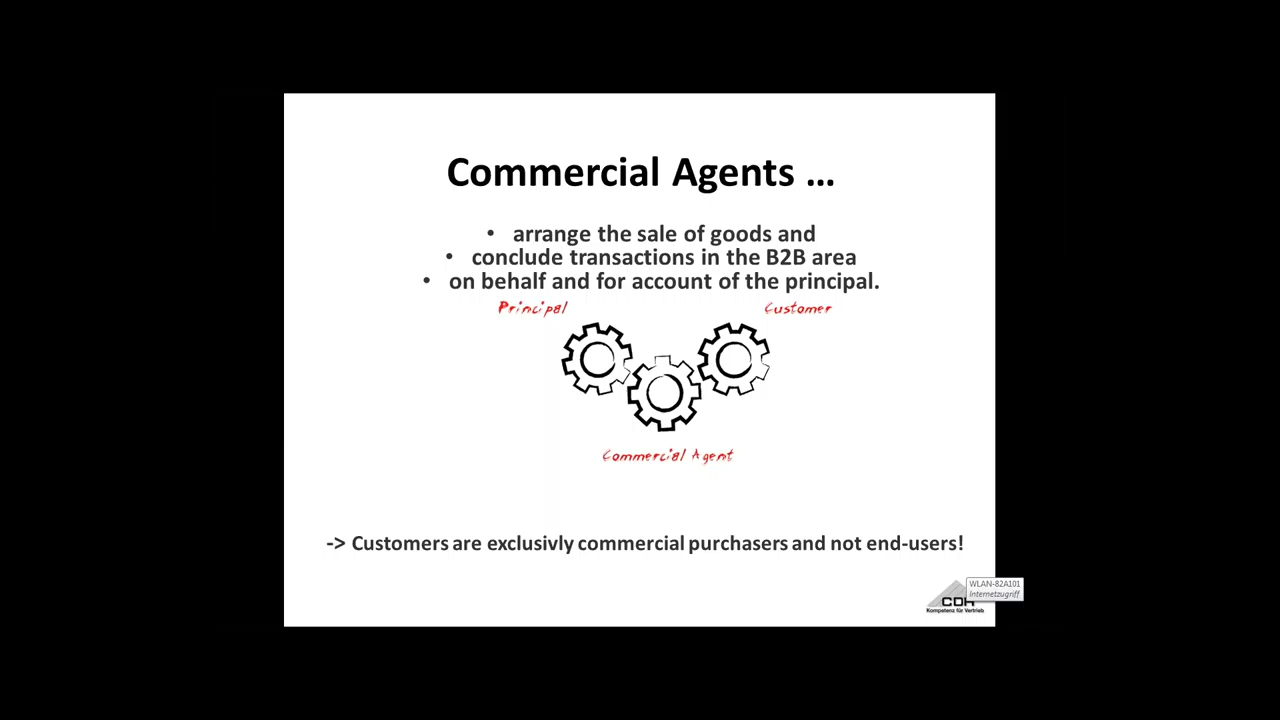 Commercial Agents ...
• arrange the sale of goods and
• conclude transactions in the B2B area
• on behalf and for account of the principal.
Principal
Customer
Commercial Agent
-> Customers are exclusivly commercial purchasers and not end-users!
WLAN-82A101
Internetzugriff
CDH
Kompetenz für Vertrieb